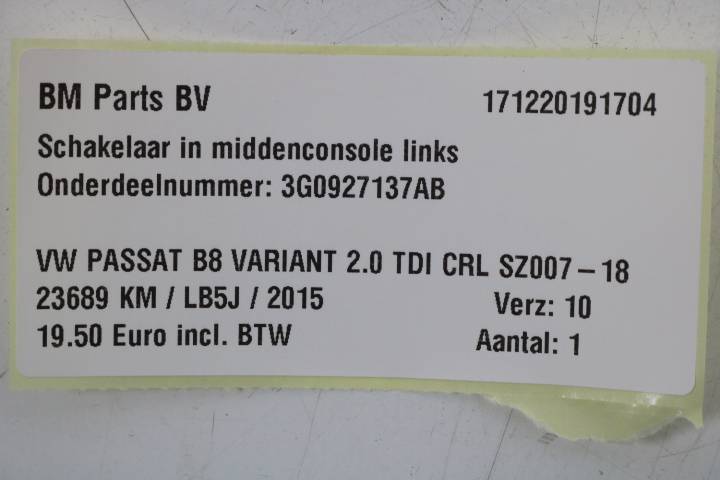 BM Parts BV 171220191704
Schakelaar in middenconsole links
Onderdeelnummer: 3G0927137AB
VW PASSAT B8 VARIANT 2.0 TDI CRL SZ007-18
23689 KM / LB5J / 2015 Verz: 10
19.50 Euro incl. BTW Aantal: 1